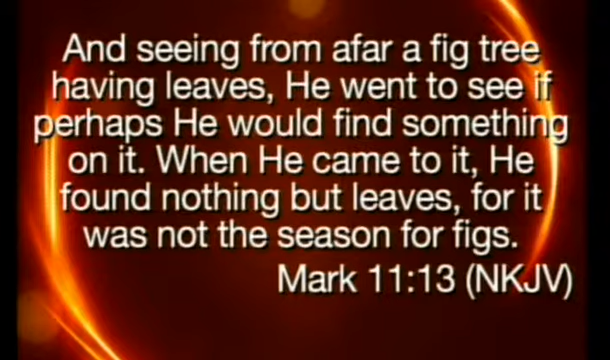 And seeing from afar a fig tree
having leaves, He went to see if
perhaps He would find something
on it. When He came to it, He
found nothing but leaves, for it
was not the season for figs.
Mark 11:13 (NKJV)